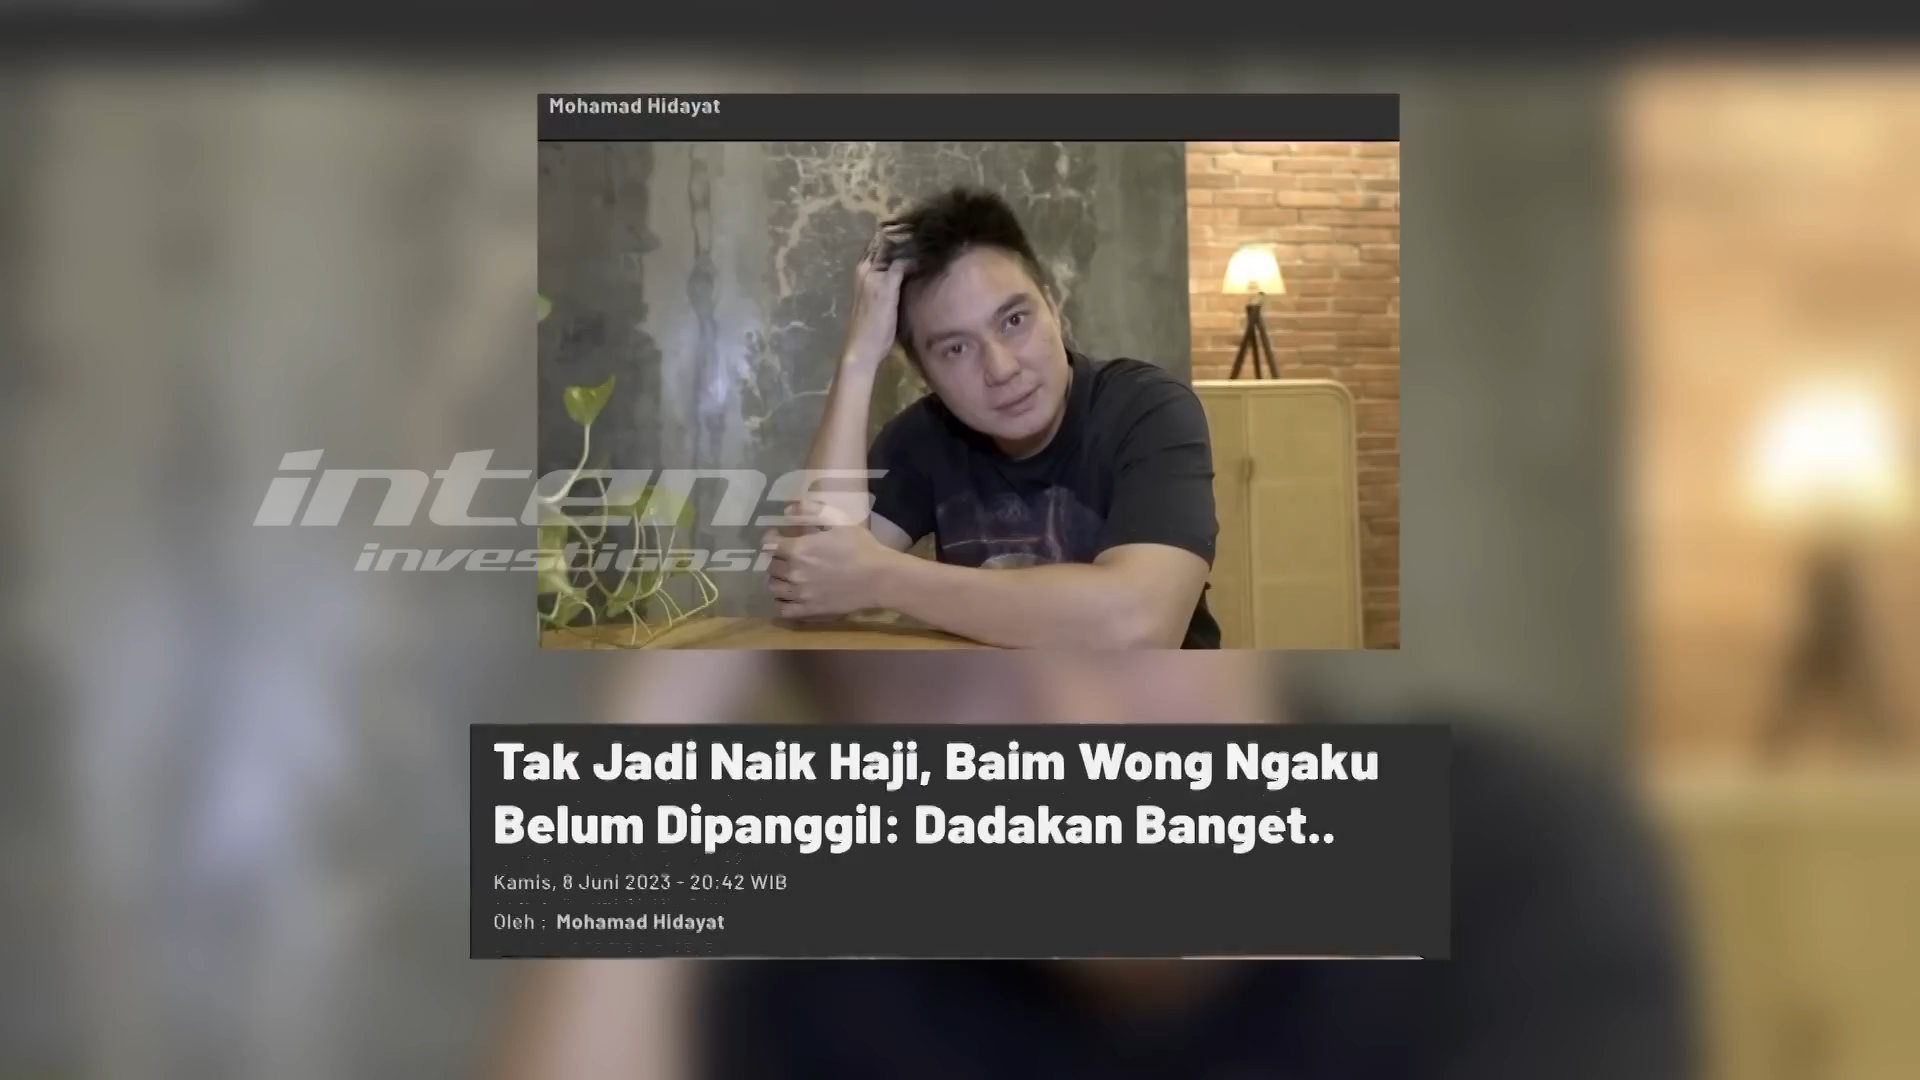 Mohamad Hidayat
intens
investigasi
Tak Jadi Naik Haji, Baim Wong Ngaku
Belum Dipanggil: Dadakan Banget..
Kamis, 8 Juni 2023 - 20:42 WIB
Oleh : Mohamad Hidayat